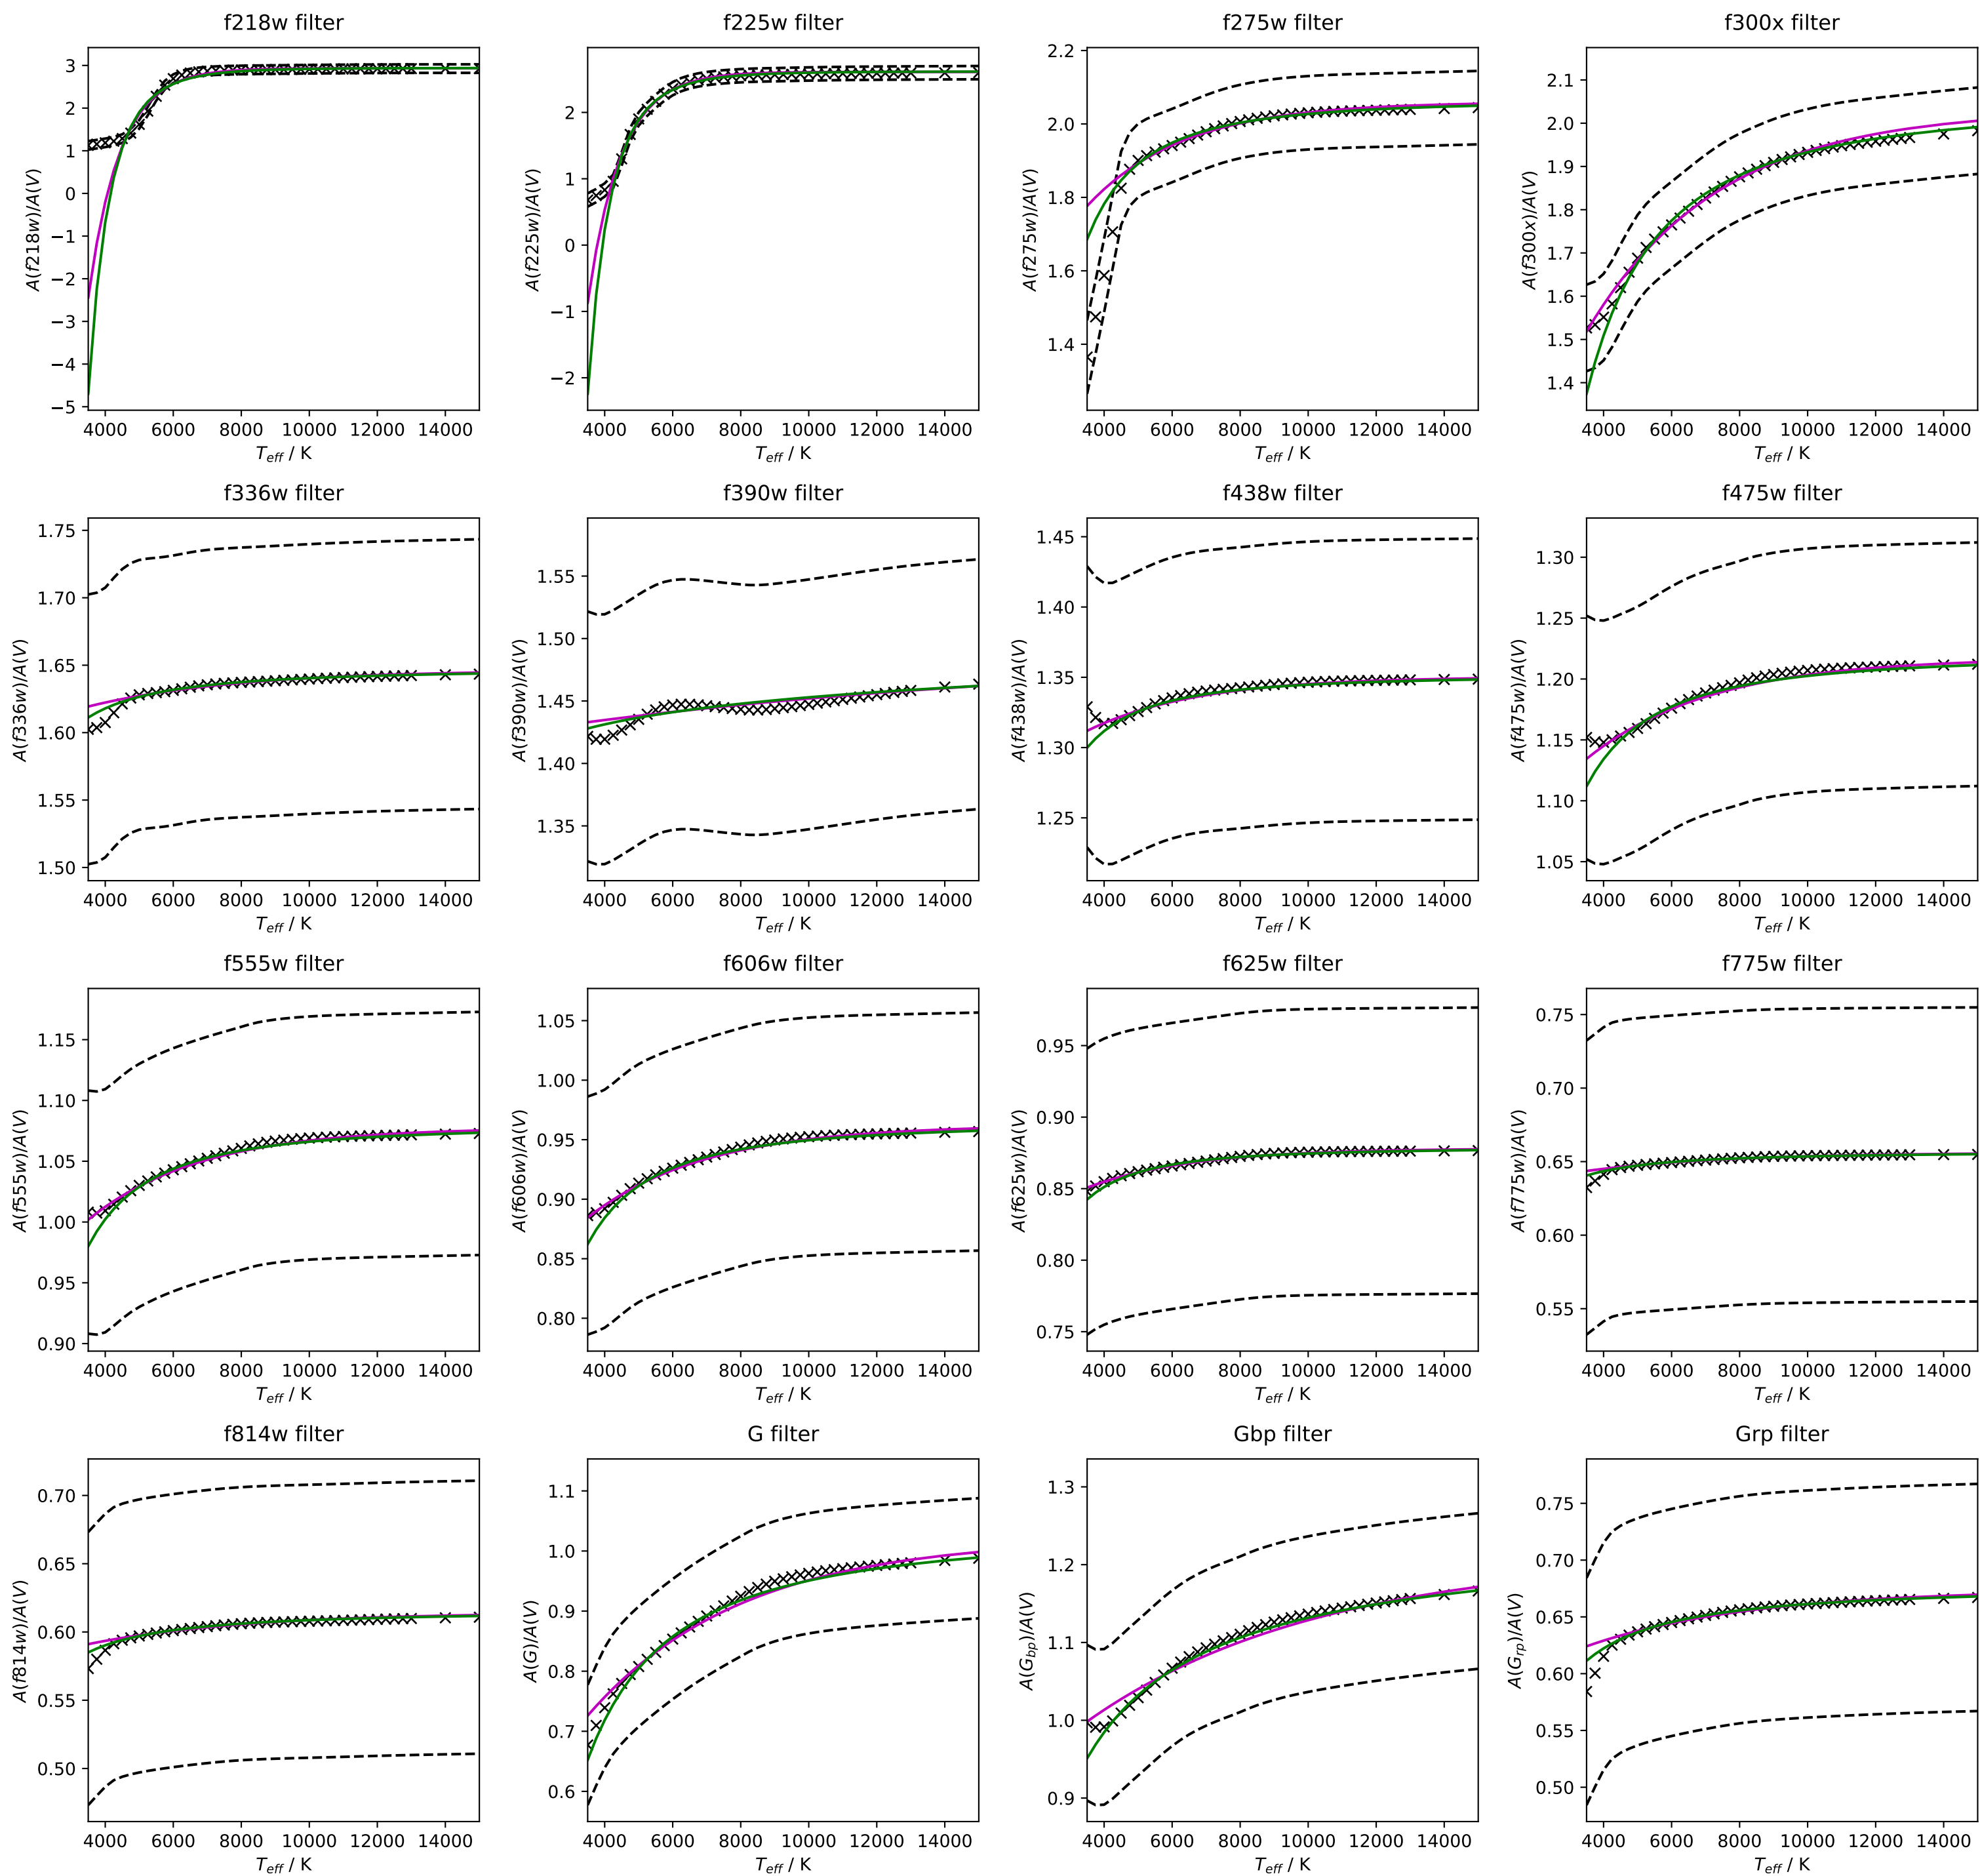 f218w filter
f225w filter
f275w filter
f300x filter
A(f218w)/A(V)
3
2
1
0
−1
−2
−3
−4
−5
4000 6000 8000 10000 12000 14000
T_eff / K
A(f225w)/A(V)
2
1
0
−1
−2
4000 6000 8000 10000 12000 14000
T_eff / K
A(f275w)/A(V)
2.2
2.0
1.8
1.6
1.4
4000 6000 8000 10000 12000 14000
T_eff / K
A(f300x)/A(V)
2.1
2.0
1.9
1.8
1.7
1.6
1.5
1.4
4000 6000 8000 10000 12000 14000
T_eff / K
f336w filter
f390w filter
f438w filter
f475w filter
A(f336w)/A(V)
1.75
1.70
1.65
1.60
1.55
1.50
4000 6000 8000 10000 12000 14000
T_eff / K
A(f390w)/A(V)
1.55
1.50
1.45
1.40
1.35
4000 6000 8000 10000 12000 14000
T_eff / K
A(f438w)/A(V)
1.45
1.40
1.35
1.30
1.25
4000 6000 8000 10000 12000 14000
T_eff / K
A(f475w)/A(V)
1.30
1.25
1.20
1.15
1.10
1.05
4000 6000 8000 10000 12000 14000
T_eff / K
f555w filter
f606w filter
f625w filter
f775w filter
A(f555w)/A(V)
1.15
1.10
1.05
1.00
0.95
0.90
4000 6000 8000 10000 12000 14000
T_eff / K
A(f606w)/A(V)
1.05
1.00
0.95
0.90
0.85
0.80
4000 6000 8000 10000 12000 14000
T_eff / K
A(f625w)/A(V)
0.95
0.90
0.85
0.80
0.75
4000 6000 8000 10000 12000 14000
T_eff / K
A(f775w)/A(V)
0.75
0.70
0.65
0.60
0.55
4000 6000 8000 10000 12000 14000
T_eff / K
f814w filter
G filter
Gbp filter
Grp filter
A(f814w)/A(V)
0.70
0.65
0.60
0.55
0.50
4000 6000 8000 10000 12000 14000
T_eff / K
A(G)/A(V)
1.1
1.0
0.9
0.8
0.7
0.6
4000 6000 8000 10000 12000 14000
T_eff / K
A(G_bp)/A(V)
1.3
1.2
1.1
1.0
0.9
4000 6000 8000 10000 12000 14000
T_eff / K
A(G_rp)/A(V)
0.75
0.70
0.65
0.60
0.55
0.50
4000 6000 8000 10000 12000 14000
T_eff / K